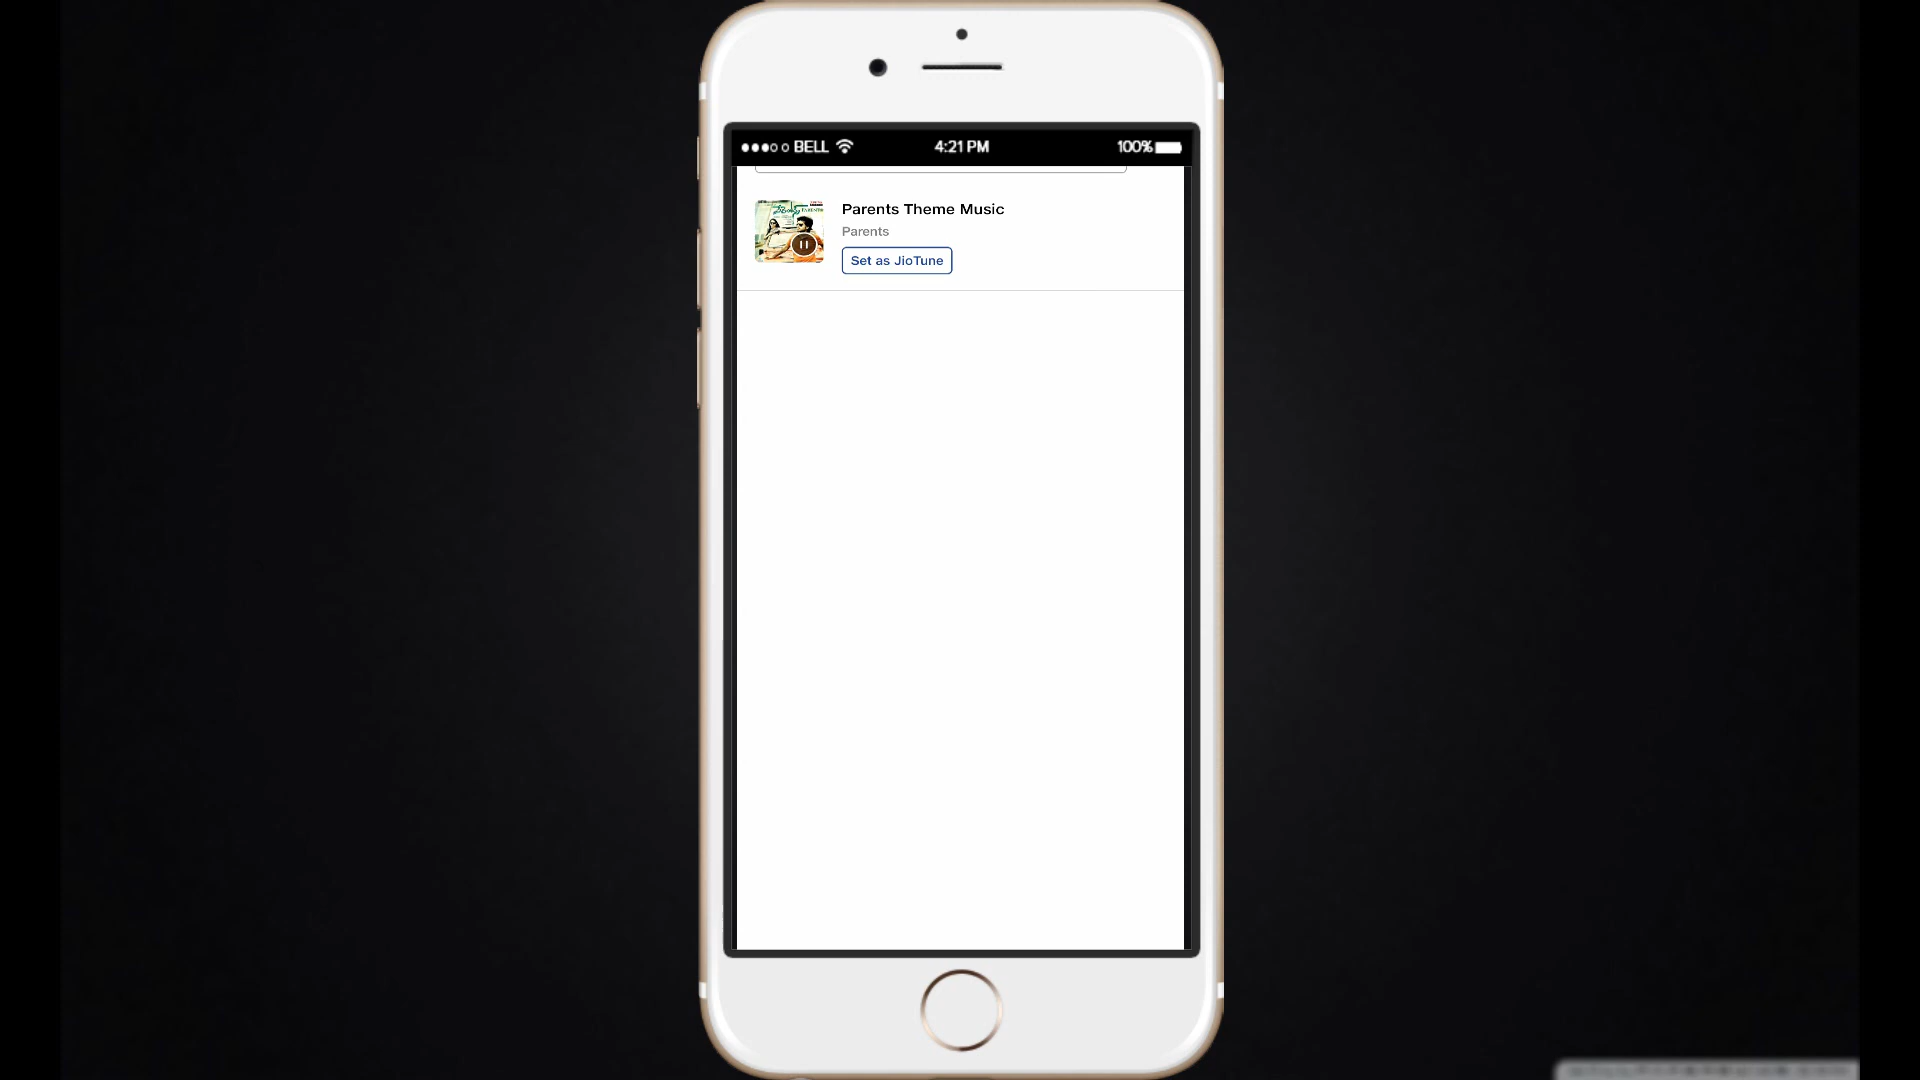 BELL
4:21 PM
100%
Parents Theme Music
Parents
Set as JioTune